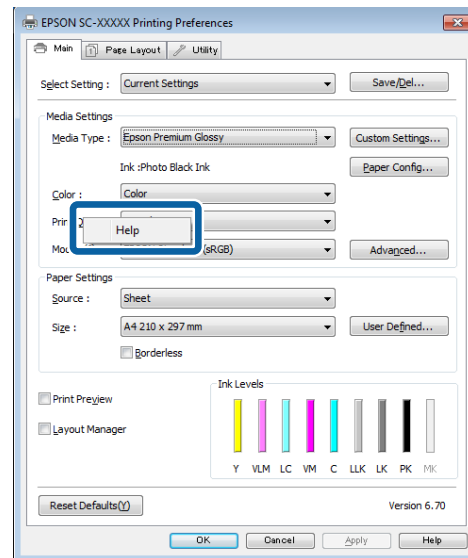 EPSON SC-XXXXX Printing Preferences
Main Page Layout Utility
Select Setting : Current Settings Save/Del...
Media Settings
Media Type : Epson Premium Glossy Custom Settings...
Ink :Photo Black Ink Paper Config...
Color : Color
Help
(sRGB) Advanced...
Paper Settings
Source : Sheet
Size : A4 210 x 297 mm User Defined...
Borderless
Print Preview
Ink Levels
Layout Manager
Y VLM LC VM C LLK LK PK MK
Reset Defaults(Y) Version 6.70
OK Cancel Apply Help